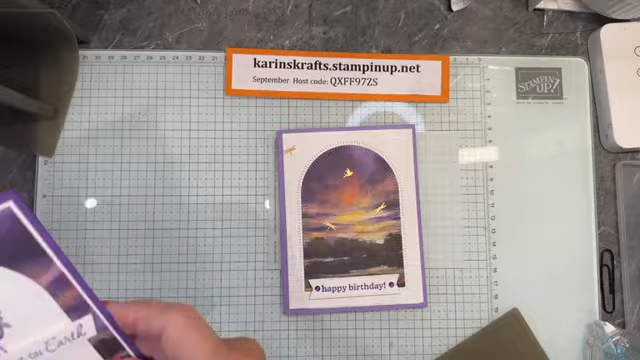 karinskrafts.stampinup.net
September Host code: QXFF97ZS
STAMPIN' UP!
happy birthday!
on Earth